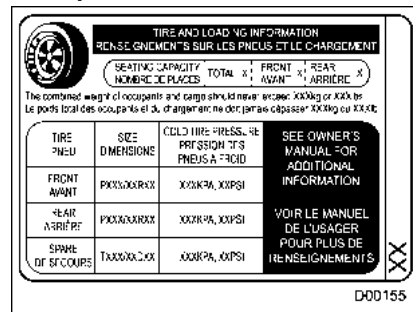 TIRE AND LOADING INFORMATION
RENSEIGNEMENTS SUR LES PNEUS ET LE CHARGEMENT
SEATING CAPACITY TOTAL X FRONT X REAR X
NOMBRE DE PLACES AVANT ARRIÈRE
The combined weight of occupants and cargo should never exceed XXXkg or XXX lbs
Le poids total des occupants et du chargement ne doit jamais dépasser XXXkg ou XXXlb
TIRE SIZE COLD TIRE PRESSURE SEE OWNER'S
PNEU DIMENSIONS PRESSION DES MANUAL FOR
PNEUS A FROID ADDITIONAL
FRONT PXXX/XXRXX XXXKPA, XXPSI INFORMATION
AVANT
REAR PXXX/XXRXX XXXKPA, XXPSI VOIR LE MANUEL
ARRIÈRE DE L'USAGER
SPARE TXXX/XXDXX XXXKPA, XXPSI POUR PLUS DE
DE SECOURS RENSEIGNEMENTS
XX
D00155